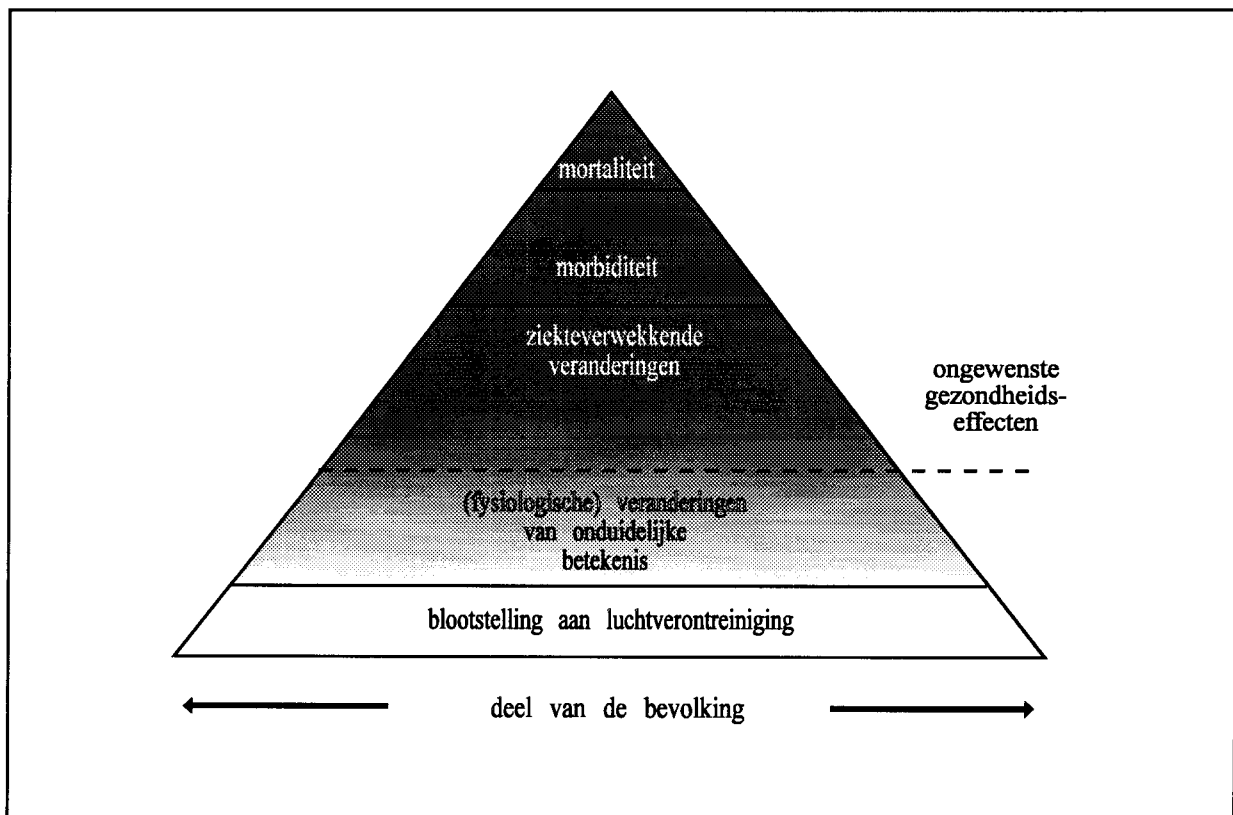 mortaliteit
morbiditeit
ziekteverwekkende
veranderingen
ongewenste
gezondheids-
effecten
(fysiologische) veranderingen
van onduidelijke
betekenis
blootstelling aan luchtverontreiniging
deel van de bevolking